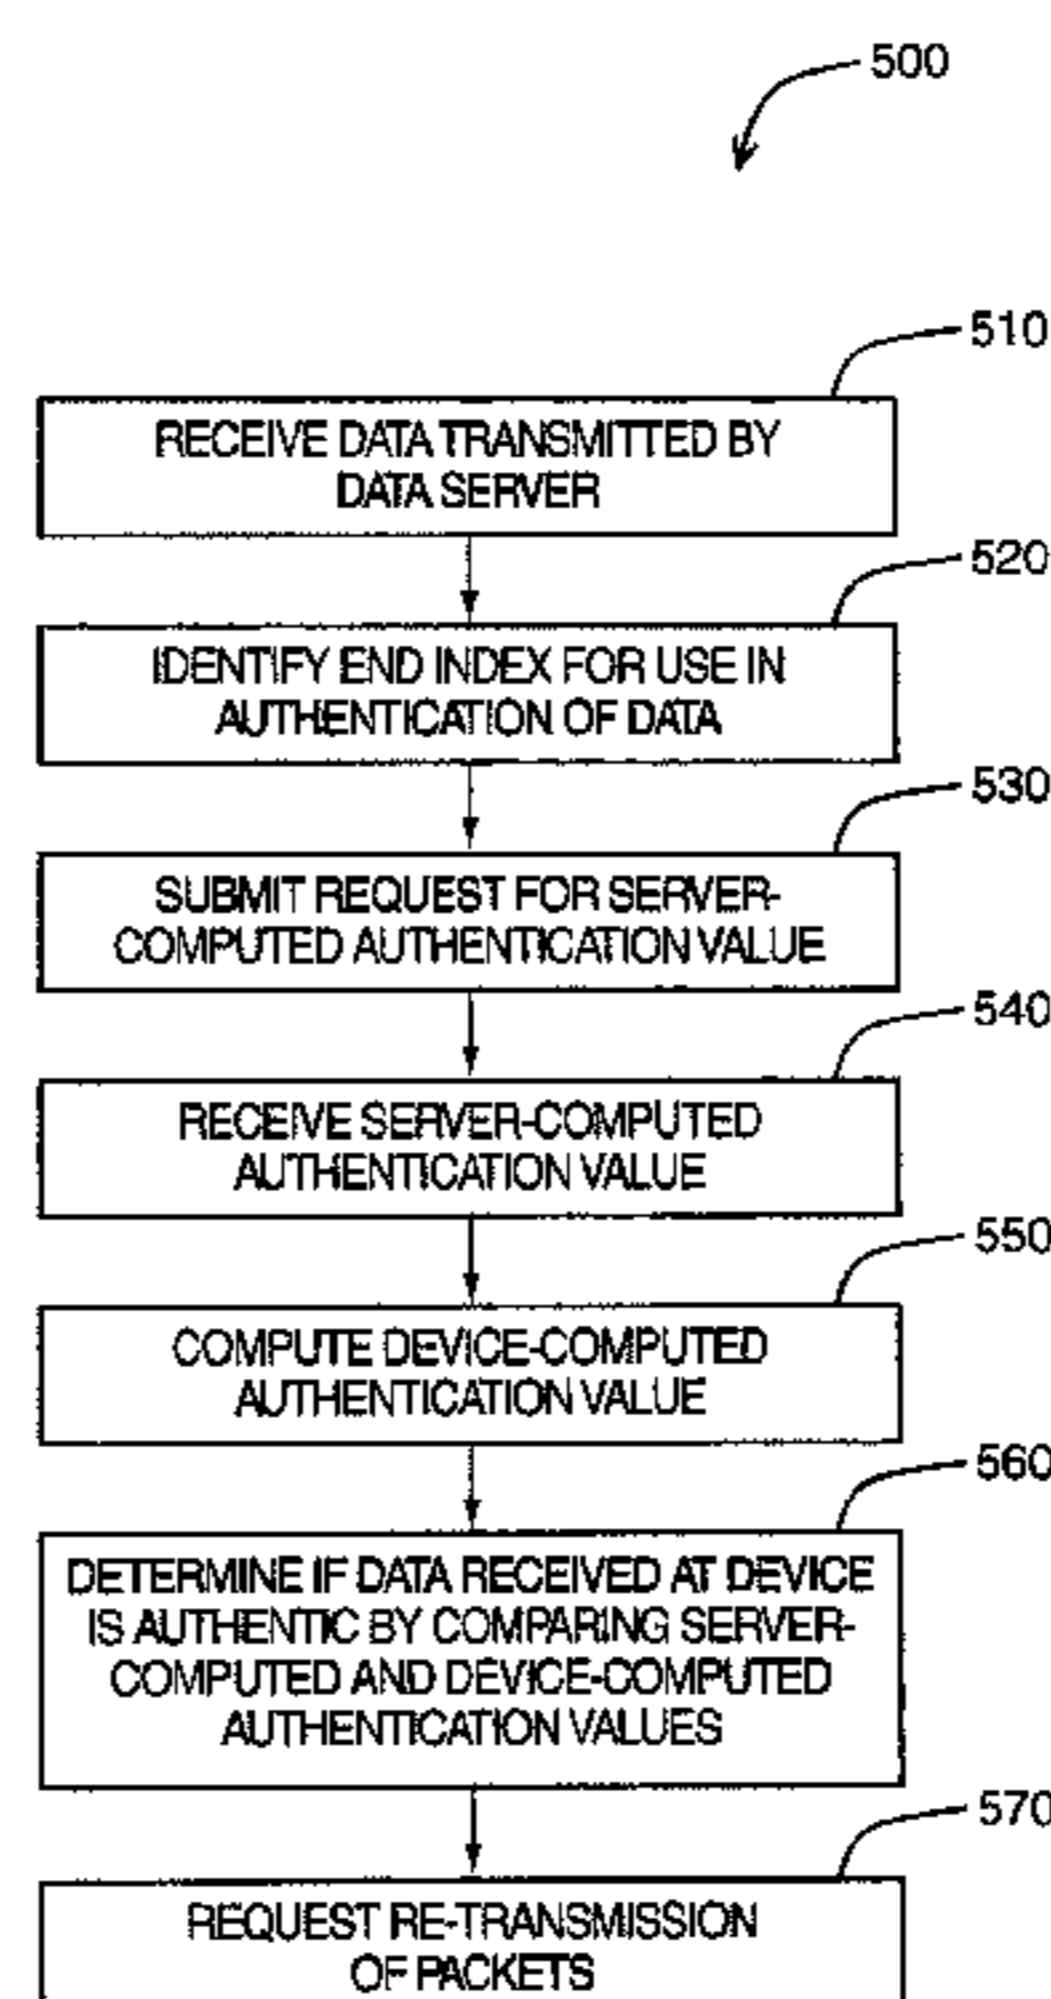 500
510
RECEIVE DATA TRANSMITTED BY
DATA SERVER
520
IDENTIFY END INDEX FOR USE IN
AUTHENTICATION OF DATA
530
SUBMIT REQUEST FOR SERVER-
COMPUTED AUTHENTICATION VALUE
540
RECEIVE SERVER-COMPUTED
AUTHENTICATION VALUE
550
COMPUTE DEVICE-COMPUTED
AUTHENTICATION VALUE
560
DETERMINE IF DATA RECEIVED AT DEVICE
IS AUTHENTIC BY COMPARING SERVER-
COMPUTED AND DEVICE-COMPUTED
AUTHENTICATION VALUES
570
REQUEST RE-TRANSMISSION
OF PACKETS